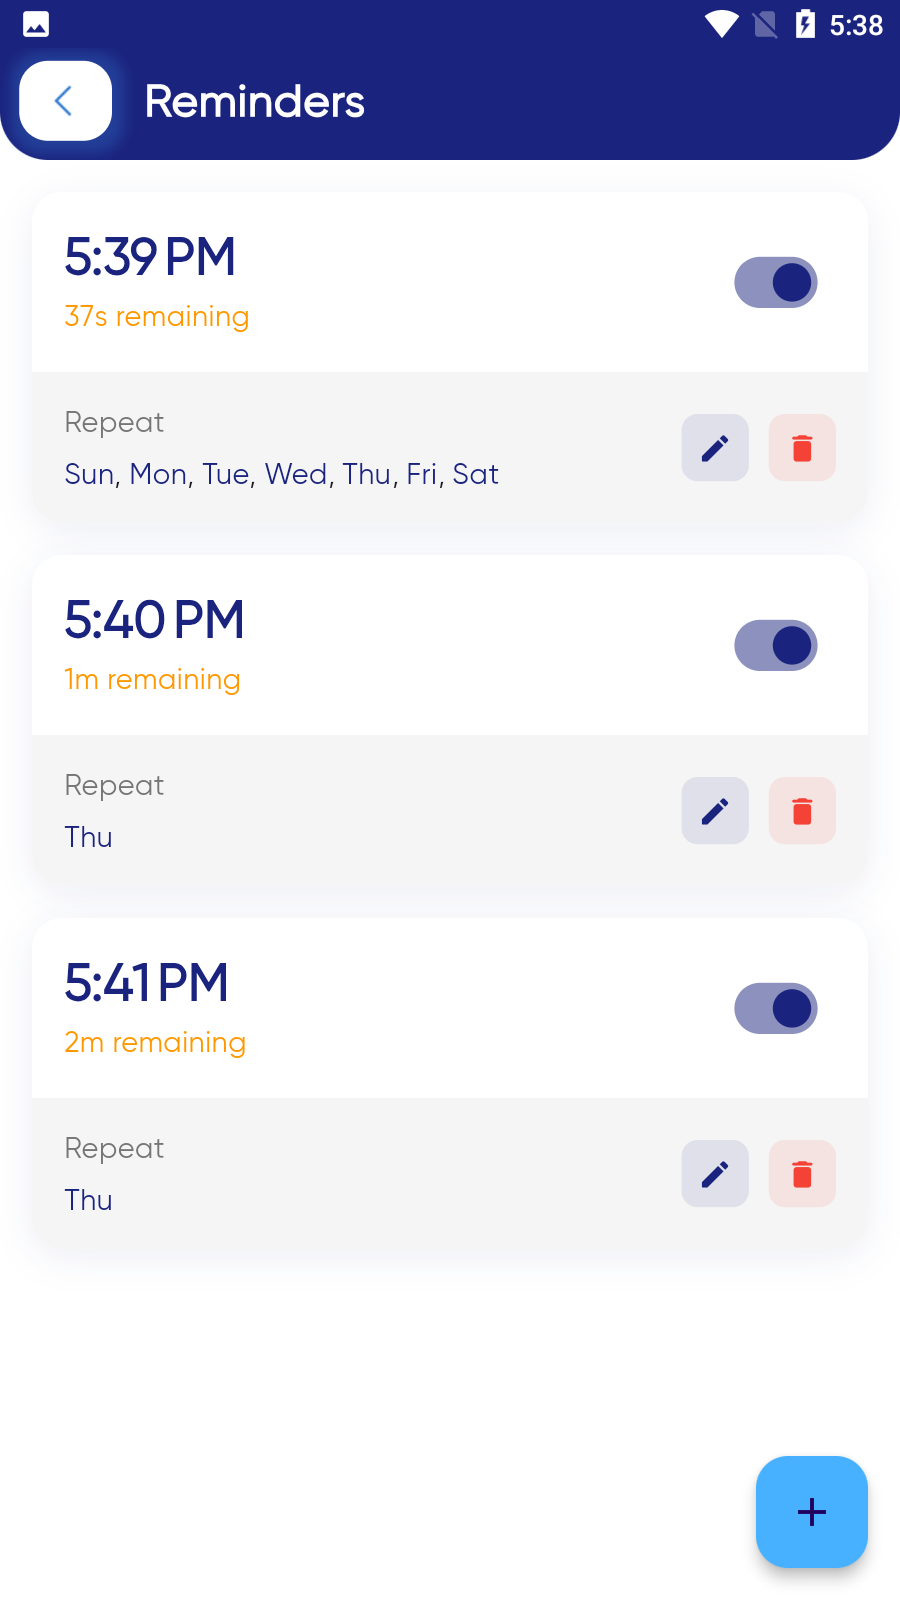 5:38
Reminders
5:39 PM
37s remaining
Repeat
Sun, Mon, Tue, Wed, Thu, Fri, Sat
5:40 PM
1m remaining
Repeat
Thu
5:41 PM
2m remaining
Repeat
Thu